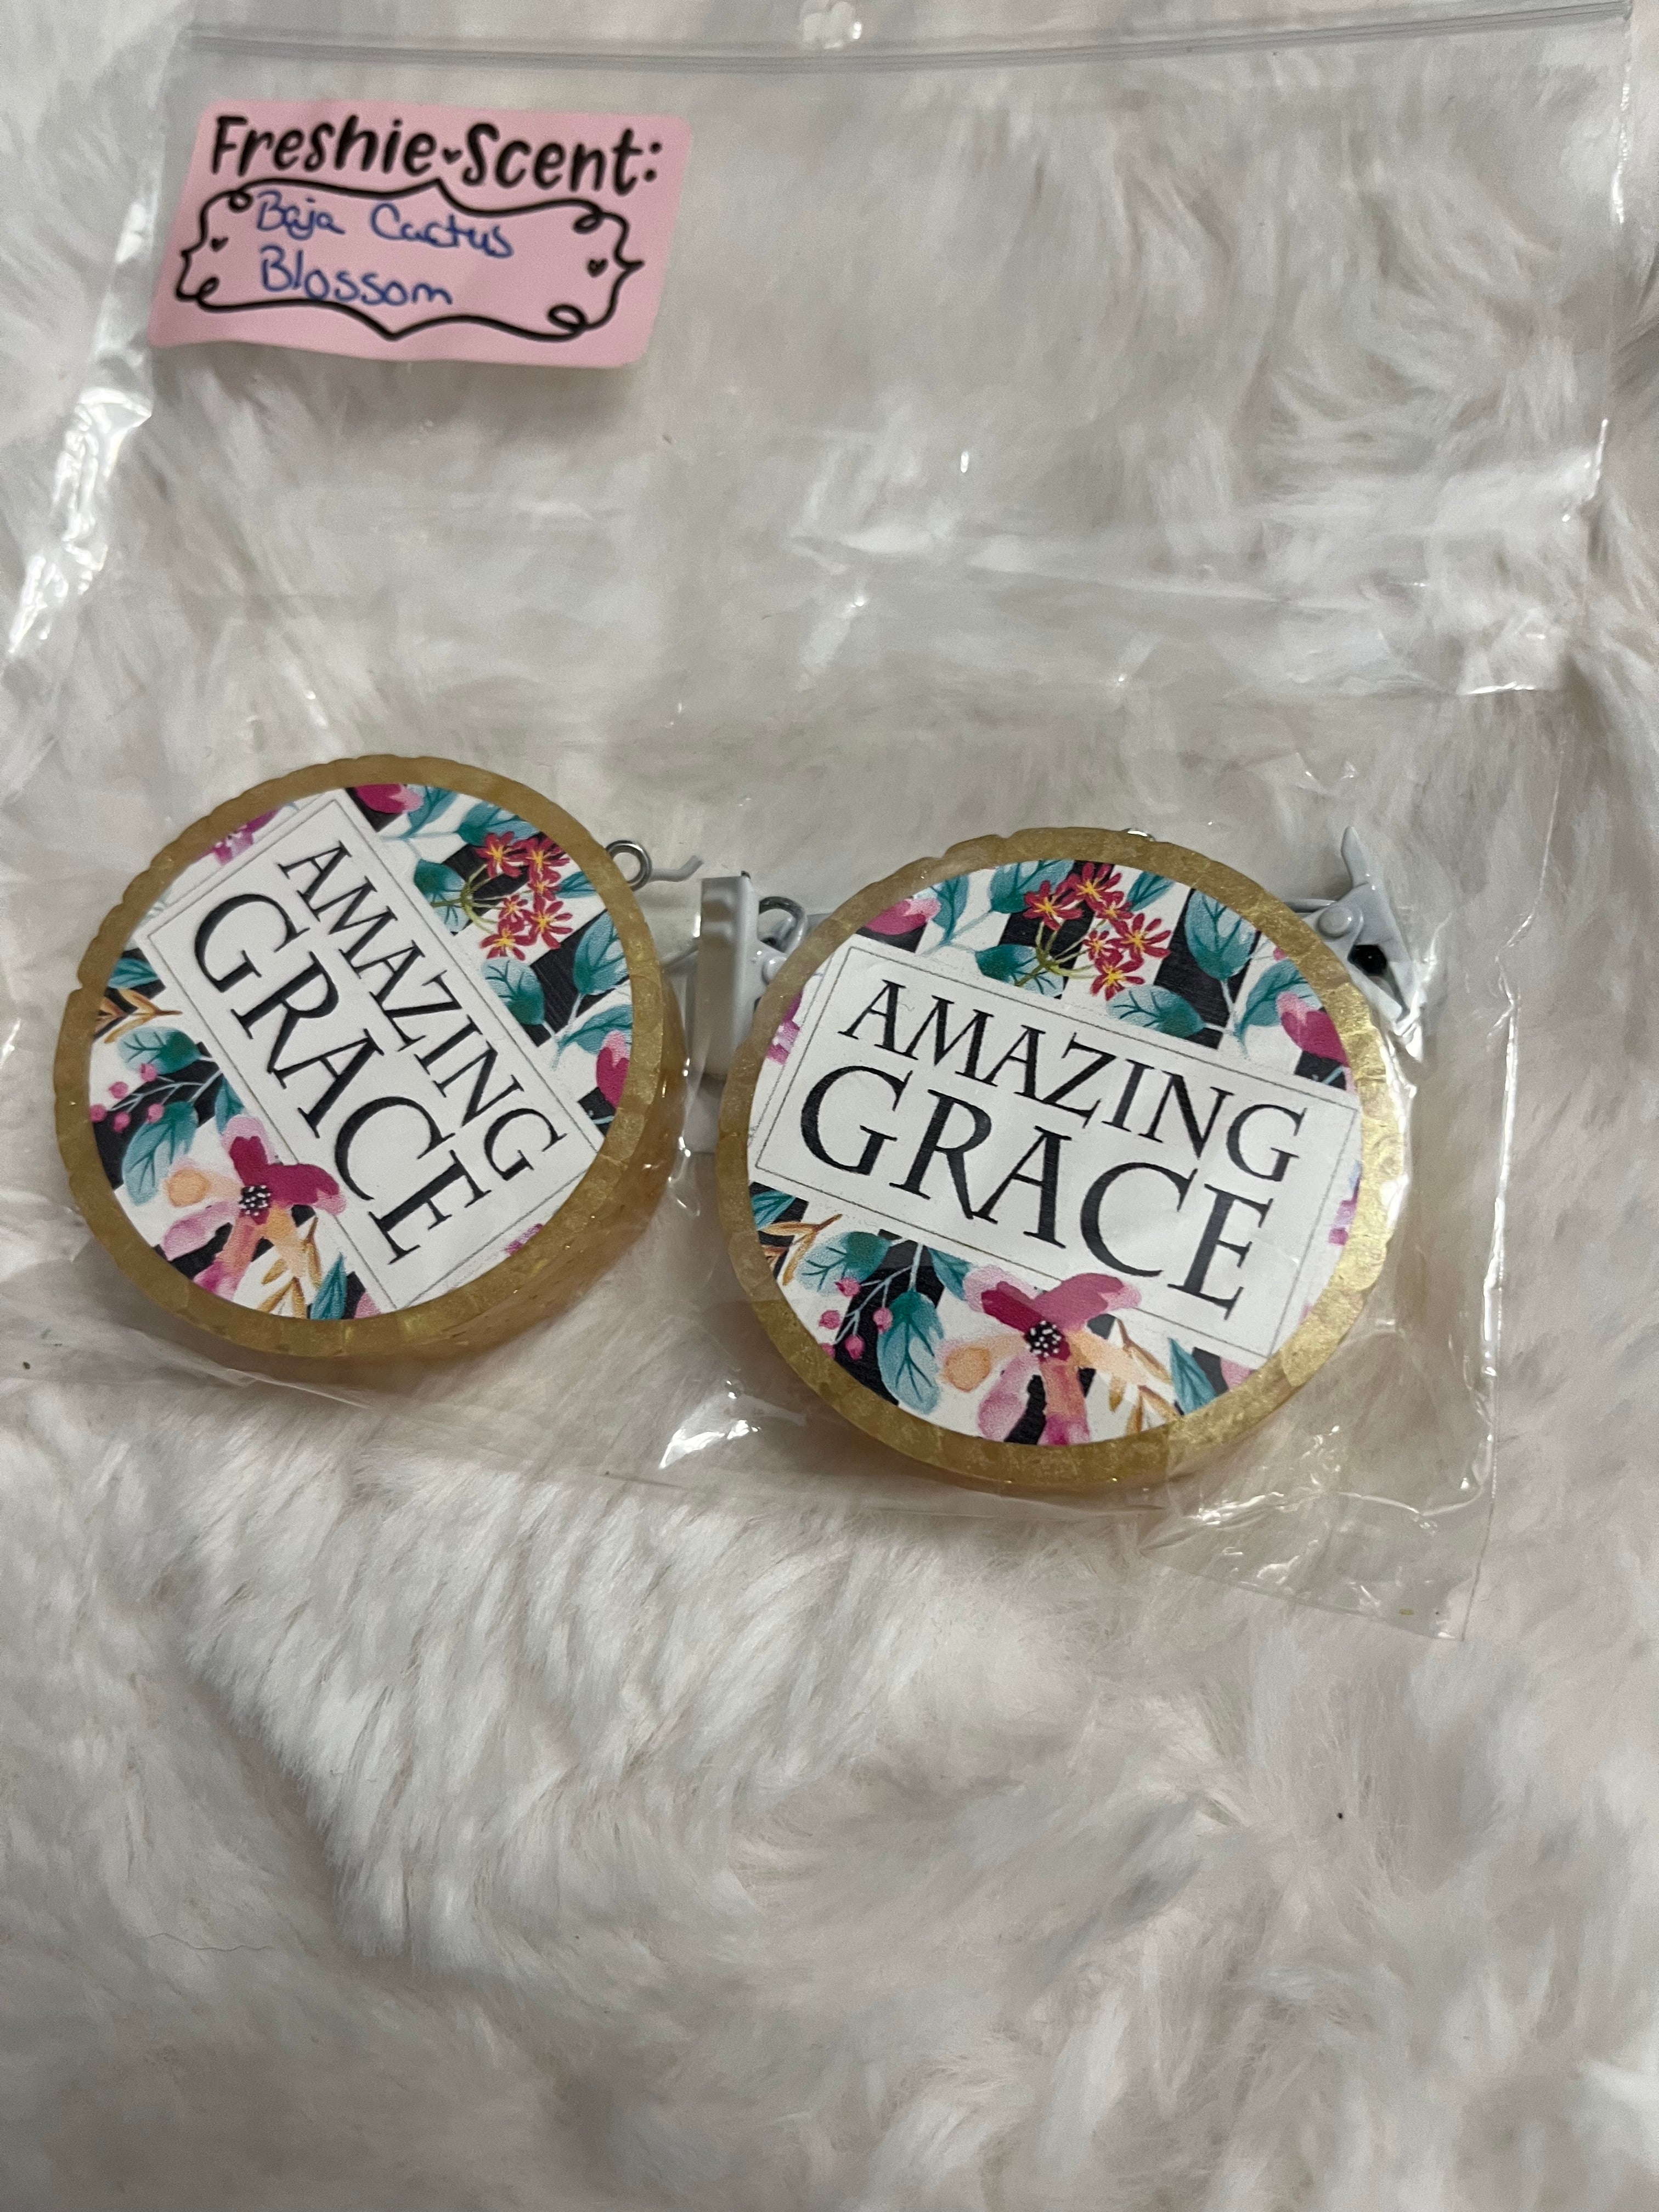 Freshie Scent:
Baja Cactus
Blossom
AMAZING
GRACE
AMAZING
GRACE